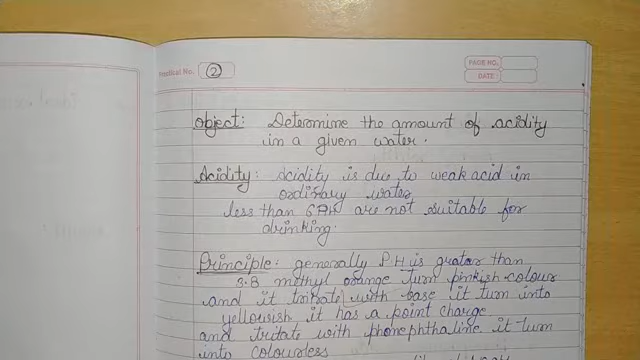 Practical No. 2
PAGE NO.
DATE:
Object: Determine the amount of acidity
in a given water.
Acidity: Acidity is due to weak acid in
ordinary water
less than 6 PH are not suitable for
drinking.
Principle: generally PH is grater than
3.8 methyl orange turn pinkish colour
and it tritrate with base it turn into
yellowish it has a point charge
and tritate with phonephthaline it turn
into colourless